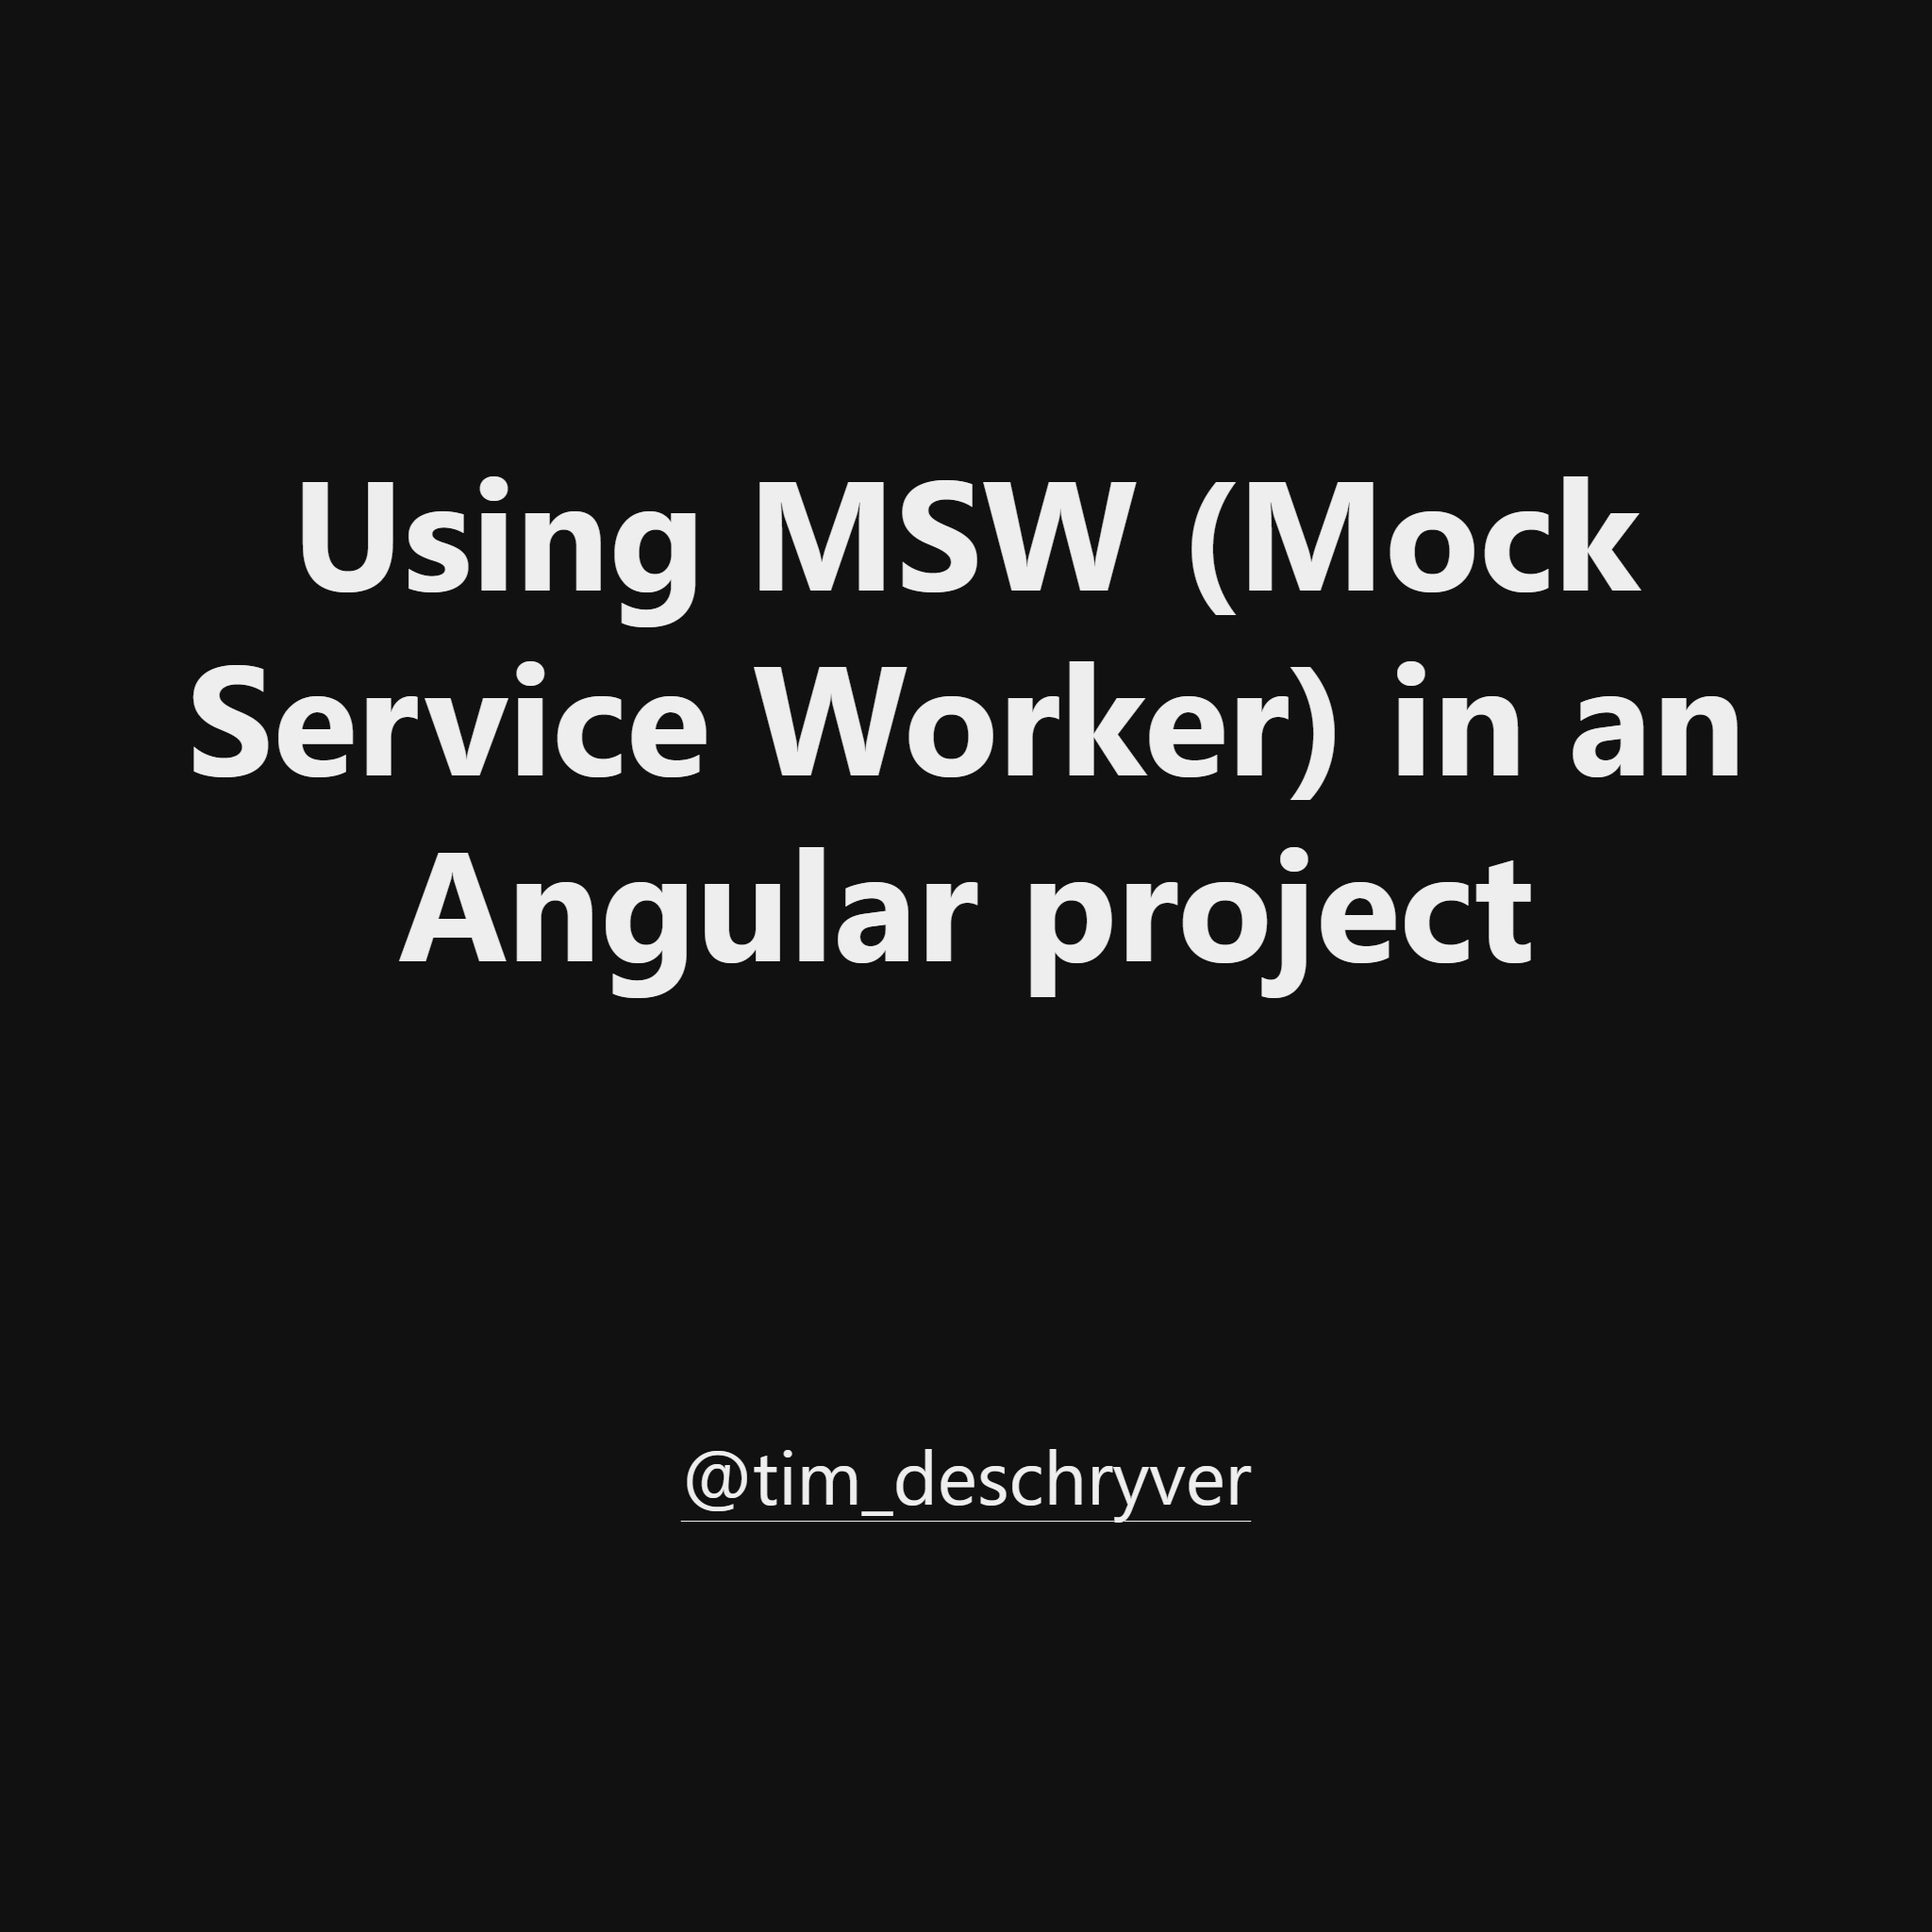 Using MSW (Mock
Service Worker) in an
Angular project
@tim_deschryver